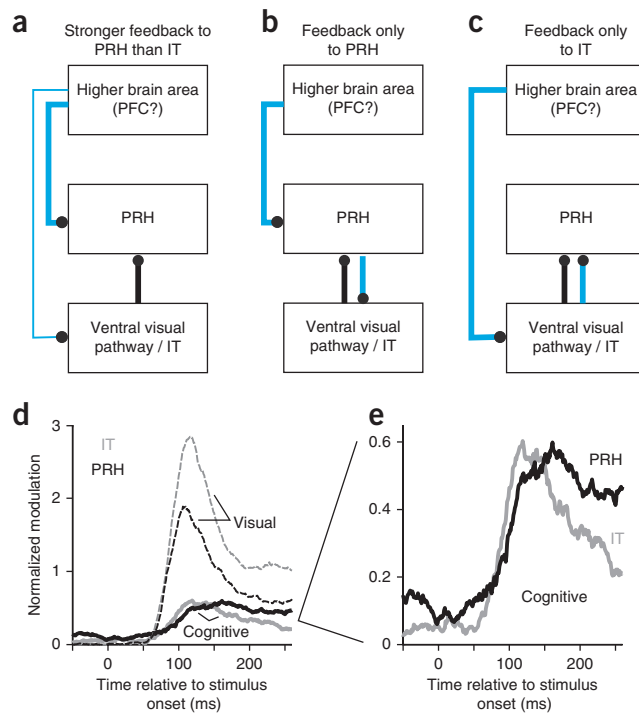 a
Stronger feedback to
PRH than IT
Higher brain area
(PFC?)
PRH
Ventral visual
pathway / IT
b
Feedback only
to PRH
Higher brain area
(PFC?)
PRH
Ventral visual
pathway / IT
c
Feedback only
to IT
Higher brain area
(PFC?)
PRH
Ventral visual
pathway / IT
d
3
2
1
0
Normalized modulation
IT
PRH
Visual
Cognitive
0
100
200
Time relative to stimulus
onset (ms)
e
0.6
0.4
0.2
0
PRH
IT
Cognitive
0
100
200
Time relative to stimulus
onset (ms)